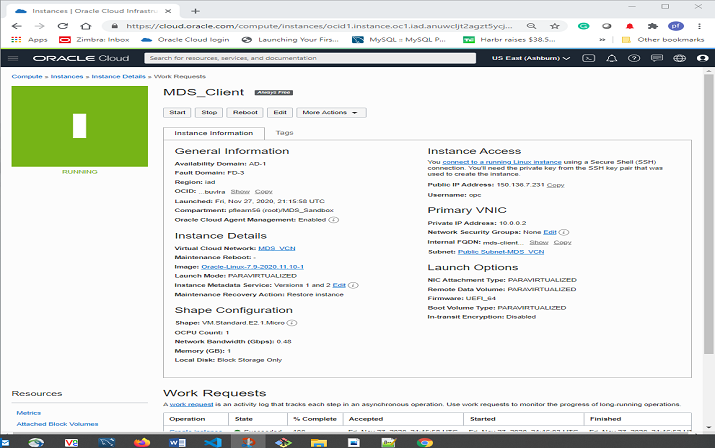 Instances | Oracle Cloud Infrastr
https://cloud.oracle.com/compute/instances/ocid1.instance.oc1.iad.anuwcljt2agzt5ycj...
pf
Apps Zimbra: Inbox Oracle Cloud login Launching Your Firs... MySQL :: MySQL P... Harbr raises $38.5... » Other bookmarks
ORACLE Cloud Search for resources, services, and documentation US East (Ashburn)
Compute » Instances » Instance Details » Work Requests
RUNNING
MDS_Client Always Free
Start Stop Reboot Edit More Actions
Instance Information Tags
General Information
Availability Domain: AD-1
Fault Domain: FD-3
Region: iad
OCID: ...buvira Show Copy
Launched: Fri, Nov 27, 2020, 21:15:58 UTC
Compartment: pflearn56 (root)/MDS_Sandbox
Oracle Cloud Agent Management: Enabled
Instance Details
Virtual Cloud Network: MDS_VCN
Maintenance Reboot: -
Image: Oracle-Linux-7.9-2020.11.10-1
Launch Mode: PARAVIRTUALIZED
Instance Metadata Service: Versions 1 and 2 Edit
Maintenance Recovery Action: Restore instance
Shape Configuration
Shape: VM.Standard.E2.1.Micro
OCPU Count: 1
Network Bandwidth (Gbps): 0.48
Memory (GB): 1
Local Disk: Block Storage Only
Instance Access
You connect to a running Linux instance using a Secure Shell (SSH)
connection. You'll need the private key from the SSH key pair that was
used to create the instance.
Public IP Address: 150.136.7.231 Copy
Username: opc
Primary VNIC
Private IP Address: 10.0.0.2
Network Security Groups: None Edit
Internal FQDN: mds-client... Show Copy
Subnet: Public Subnet-MDS_VCN
Launch Options
NIC Attachment Type: PARAVIRTUALIZED
Remote Data Volume: PARAVIRTUALIZED
Firmware: UEFI_64
Boot Volume Type: PARAVIRTUALIZED
In-transit Encryption: Disabled
Resources
Metrics
Attached Block Volumes
Work Requests
A work request is an activity log that tracks each step in an asynchronous operation. Use work requests to monitor the progress of long-running operations.
Operation State % Complete Accepted Started Finished